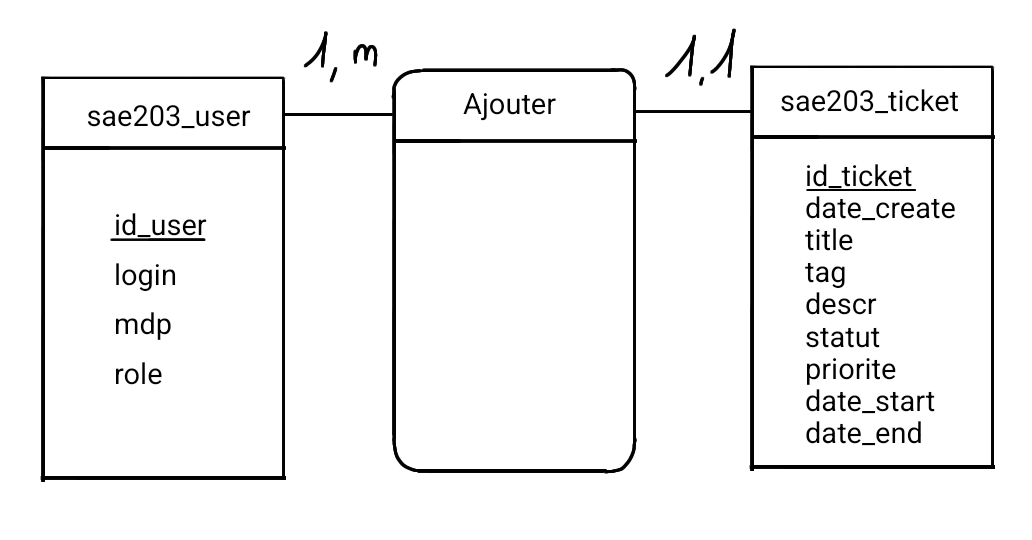 1, n
1,1
sae203_user
Ajouter
sae203_ticket
id_user
login
mdp
role
id_ticket
date_create
title
tag
descr
statut
priorite
date_start
date_end